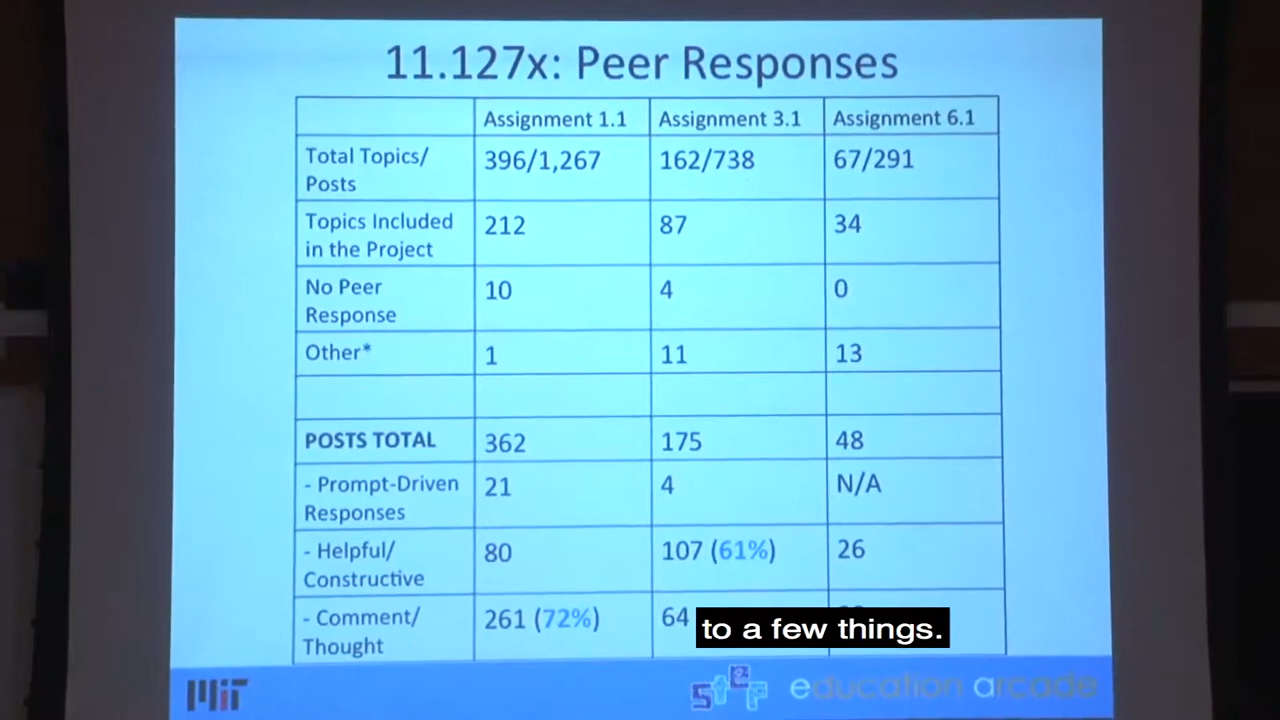 11.127x: Peer Responses
Assignment 1.1 Assignment 3.1 Assignment 6.1
Total Topics/ 396/1,267 162/738 67/291
Posts
Topics Included 212 87 34
in the Project
No Peer 10 4 0
Response
Other* 1 11 13
POSTS TOTAL 362 175 48
- Prompt-Driven 21 4 N/A
Responses
- Helpful/ 80 107 (61%) 26
Constructive
- Comment/ 261 (72%) 64
Thought
to a few things.
MIT step education arcade